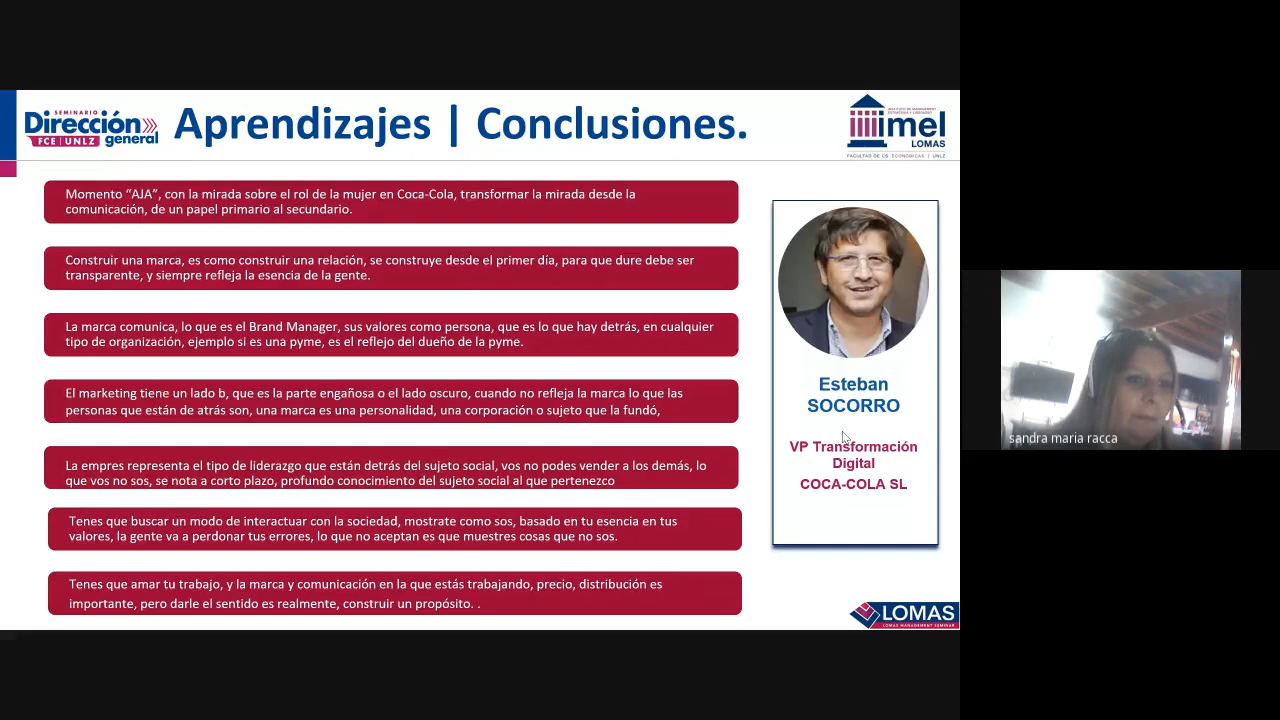 SEMINARIO
Dirección
general
FCE | UNLZ
Aprendizajes | Conclusiones.
imel
LOMAS
Momento “AJA”, con la mirada sobre el rol de la mujer en Coca-Cola, transformar la mirada desde la
comunicación, de un papel primario al secundario.
Construir una marca, es como construir una relación, se construye desde el primer día, para que dure debe ser
transparente, y siempre refleja la esencia de la gente.
La marca comunica, lo que es el Brand Manager, sus valores como persona, que es lo que hay detrás, en cualquier
tipo de organización, ejemplo si es una pyme, es el reflejo del dueño de la pyme.
El marketing tiene un lado b, que es la parte engañosa o el lado oscuro, cuando no refleja la marca lo que las
personas que están de atrás son, una marca es una personalidad, una corporación o sujeto que la fundó,
La empres representa el tipo de liderazgo que están detrás del sujeto social, vos no podes vender a los demás, lo
que vos no sos, se nota a corto plazo, profundo conocimiento del sujeto social al que pertenezco
Tenes que buscar un modo de interactuar con la sociedad, mostrate como sos, basado en tu esencia en tus
valores, la gente va a perdonar tus errores, lo que no aceptan es que muestres cosas que no sos.
Tenes que amar tu trabajo, y la marca y comunicación en la que estás trabajando, precio, distribución es
importante, pero darle el sentido es realmente, construir un propósito. .
Esteban
SOCORRO
VP Transformación
Digital
COCA-COLA SL
LOMAS
LOMAS MANAGEMENT SEMINAR
sandra maria racca